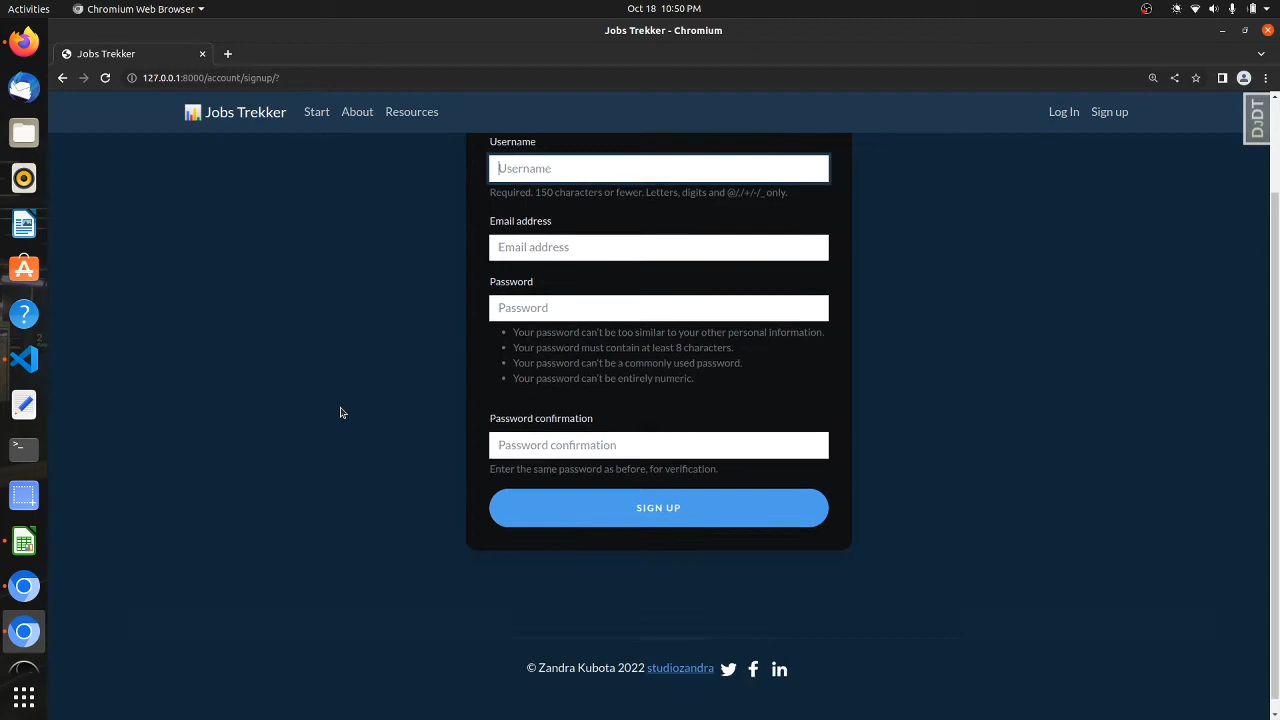 Activities
Chromium Web Browser
Oct 18 10:50 PM
Jobs Trekker - Chromium
Jobs Trekker
127.0.0.1:8000/account/signup/?
Jobs Trekker
Start
About
Resources
Log In
Sign up
DJDT
Username
Username
Required. 150 characters or fewer. Letters, digits and @/./+/-/_ only.
Email address
Email address
Password
Password
Your password can't be too similar to your other personal information.
Your password must contain at least 8 characters.
Your password can't be a commonly used password.
Your password can't be entirely numeric.
Password confirmation
Password confirmation
Enter the same password as before, for verification.
SIGN UP
© Zandra Kubota 2022 studiozandra